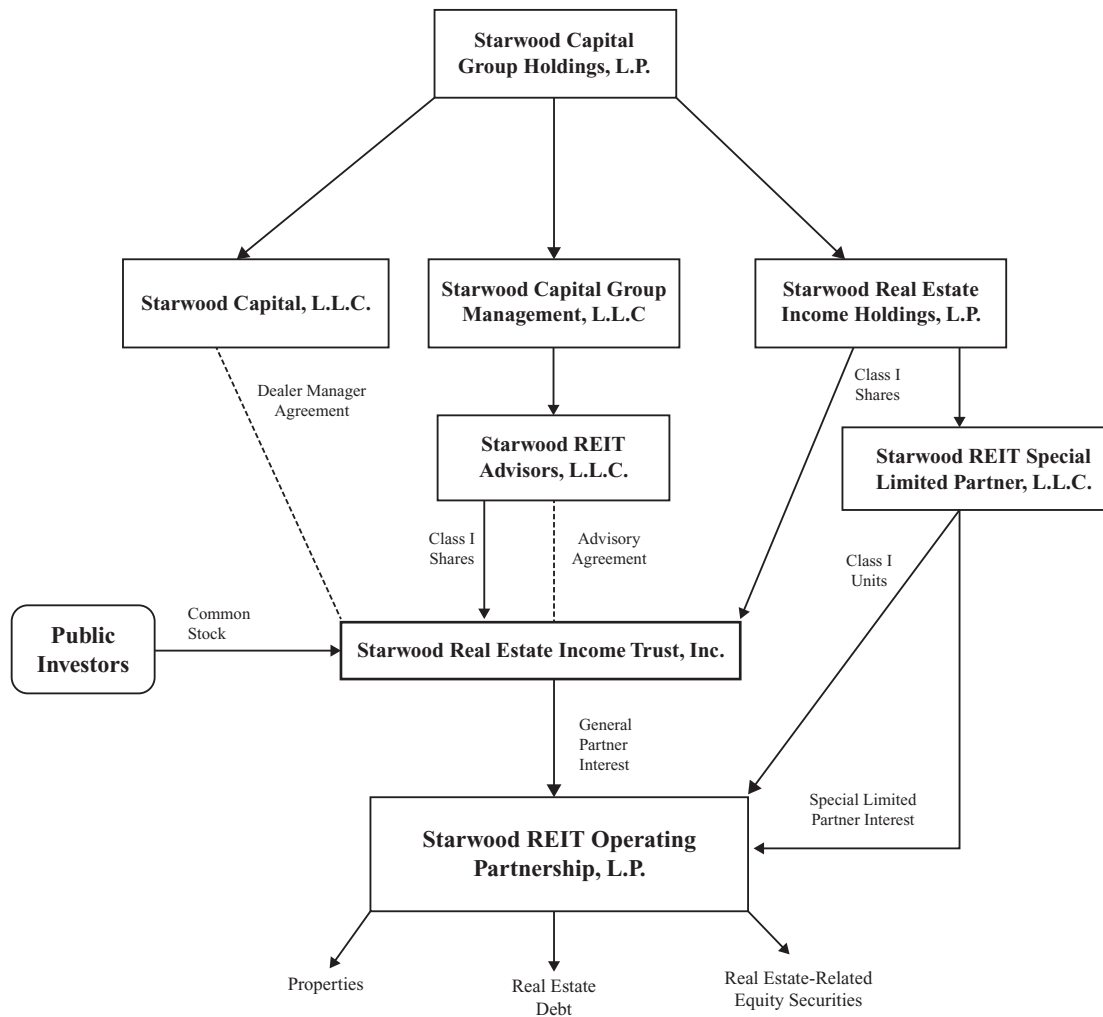 Starwood Capital
Group Holdings, L.P.
Starwood Capital, L.L.C.
Starwood Capital Group
Management, L.L.C
Starwood Real Estate
Income Holdings, L.P.
Dealer Manager
Agreement
Class I
Shares
Starwood REIT
Advisors, L.L.C.
Starwood REIT Special
Limited Partner, L.L.C.
Class I
Shares
Advisory
Agreement
Class I
Units
Public
Investors
Common
Stock
Starwood Real Estate Income Trust, Inc.
General
Partner
Interest
Special Limited
Partner Interest
Starwood REIT Operating
Partnership, L.P.
Properties
Real Estate
Debt
Real Estate-Related
Equity Securities